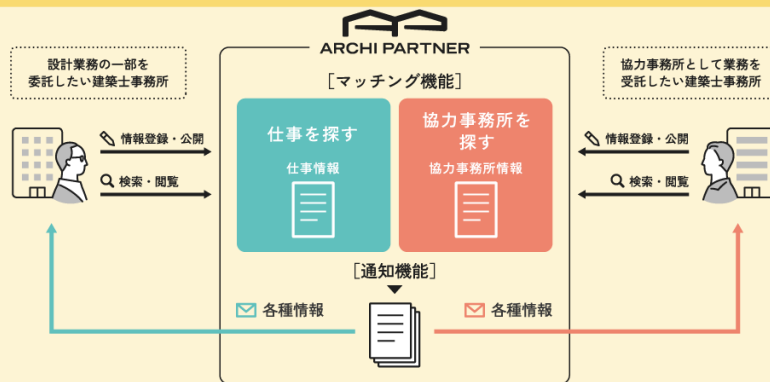 ARCHI PARTNER
設計業務の一部を
委託したい建築士事務所
[マッチング機能]
協力事務所として業務を
受託したい建築士事務所
仕事を探す
仕事情報
協力事務所を
探す
協力事務所情報
情報登録・公開
検索・閲覧
情報登録・公開
検索・閲覧
[通知機能]
各種情報
各種情報